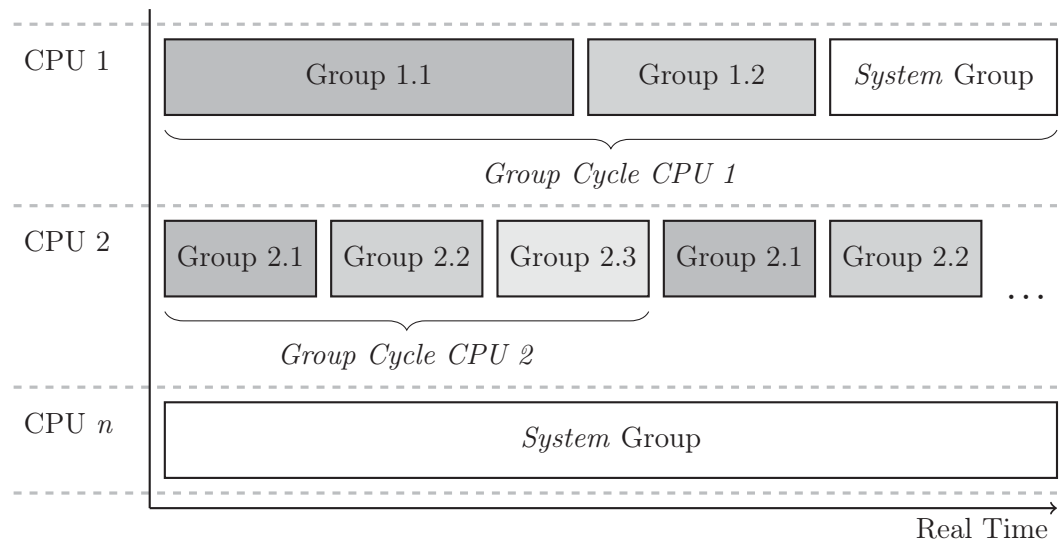 CPU 1
Group 1.1
Group 1.2
System Group
Group Cycle CPU 1
CPU 2
Group 2.1
Group 2.2
Group 2.3
Group 2.1
Group 2.2
...
Group Cycle CPU 2
CPU n
System Group
Real Time